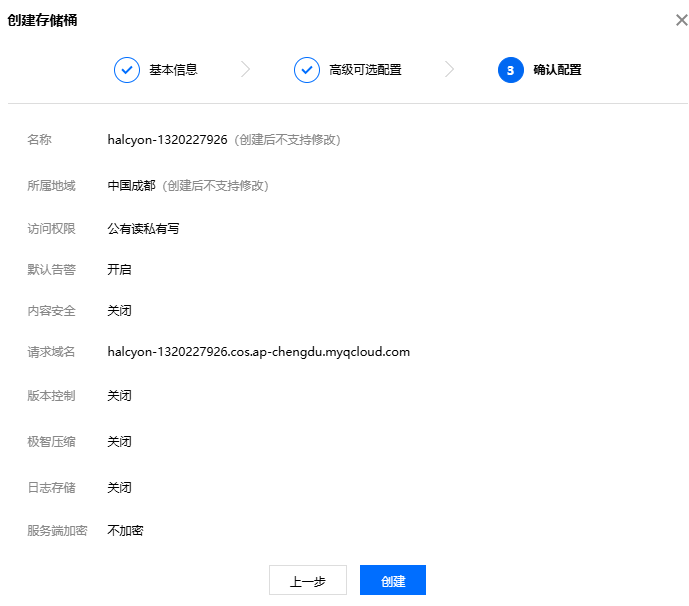 创建存储桶
基本信息 高级可选配置 3 确认配置
名称 halcyon-1320227926 (创建后不支持修改)
所属地域 中国成都 (创建后不支持修改)
访问权限 公有读私有写
默认告警 开启
内容安全 关闭
请求域名 halcyon-1320227926.cos.ap-chengdu.myqcloud.com
版本控制 关闭
极智压缩 关闭
日志存储 关闭
服务端加密 不加密
上一步 创建